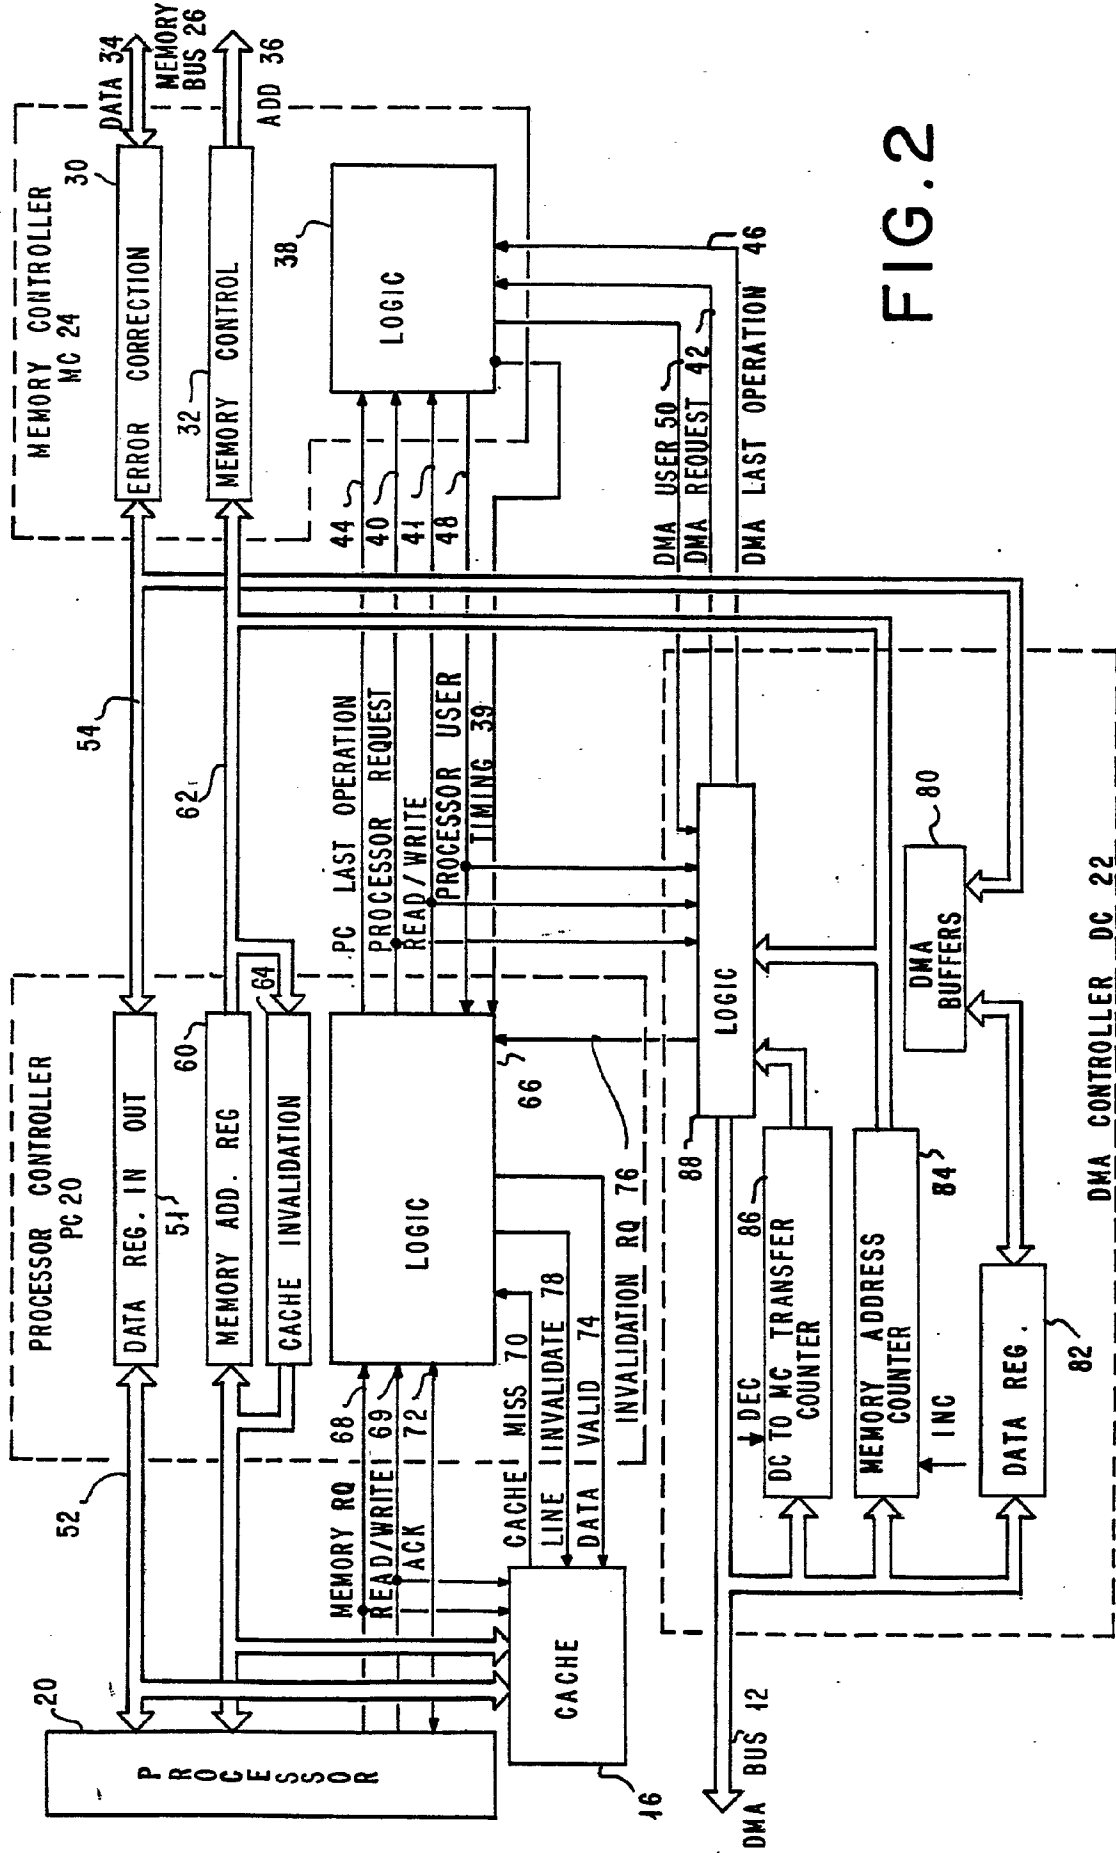 DATA 34
MEMORY
BUS 26
ADD 36
MEMORY CONTROLLER
MC 24
30
ERROR CORRECTION
32
MEMORY CONTROL
38
LOGIC
44
40
41
48
46
DMA USER 50
DMA REQUEST 42
DMA LAST OPERATION
FIG.2
54
62
PC LAST OPERATION
PROCESSOR REQUEST
READ/WRITE
PROCESSOR USER
TIMING 39
PROCESSOR CONTROLLER
PC 20
DATA REG. IN OUT
51
60
MEMORY ADD. REG
64
CACHE INVALIDATION
LOGIC
66
68
69
72
52
MEMORY RQ
READ/WRITE
ACK
CACHE MISS 70
LINE INVALIDATE 78
DATA VALID 74
INVALIDATION RQ 76
20
PROCESSOR
CACHE
16
DMA BUS 12
LOGIC
88
86
DEC
DC TO MC TRANSFER
COUNTER
MEMORY ADDRESS
COUNTER
84
INC
DATA REG.
82
DMA
BUFFERS
80
DMA CONTROLLER DC 22